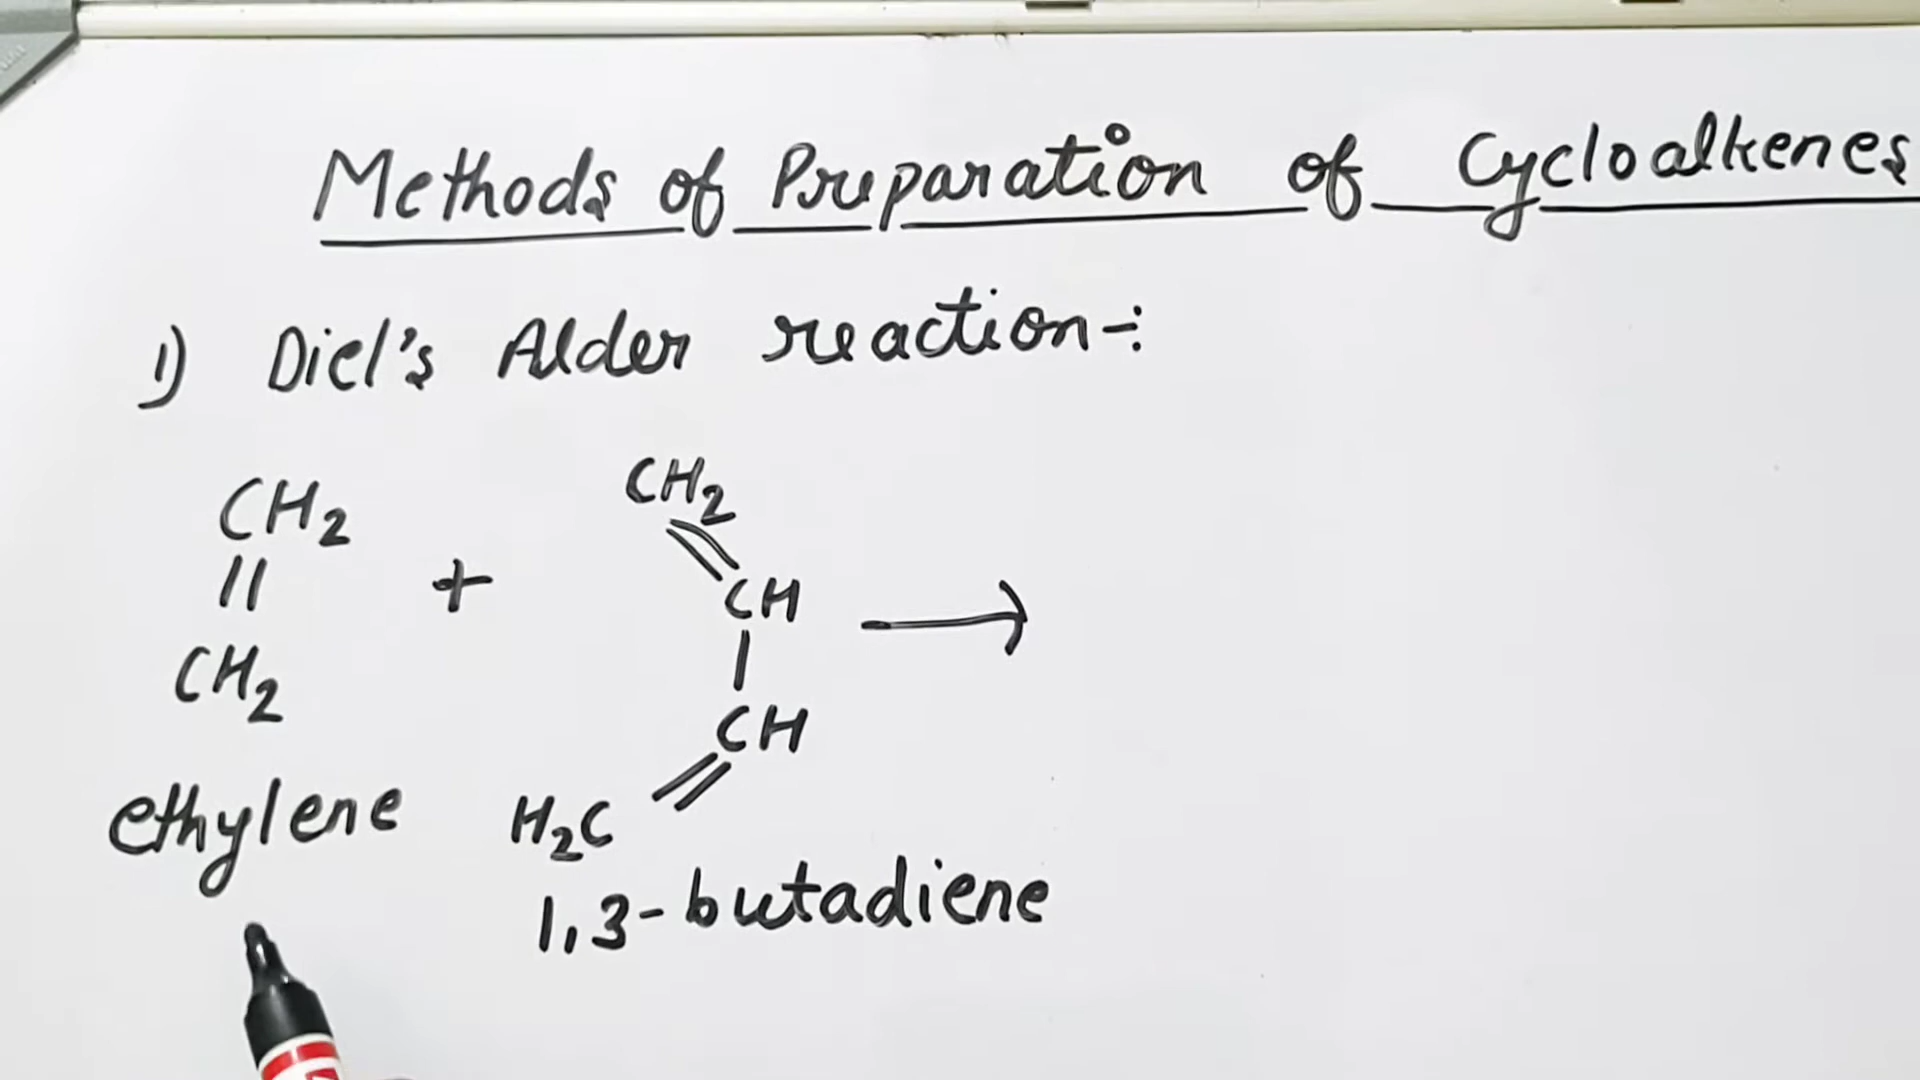 Methods of Preparation of Cycloalkenes
1) Diel's Alder reaction-:
CH2
CH2
||
+
CH
CH2
CH
ethylene
H2C
1,3-butadiene